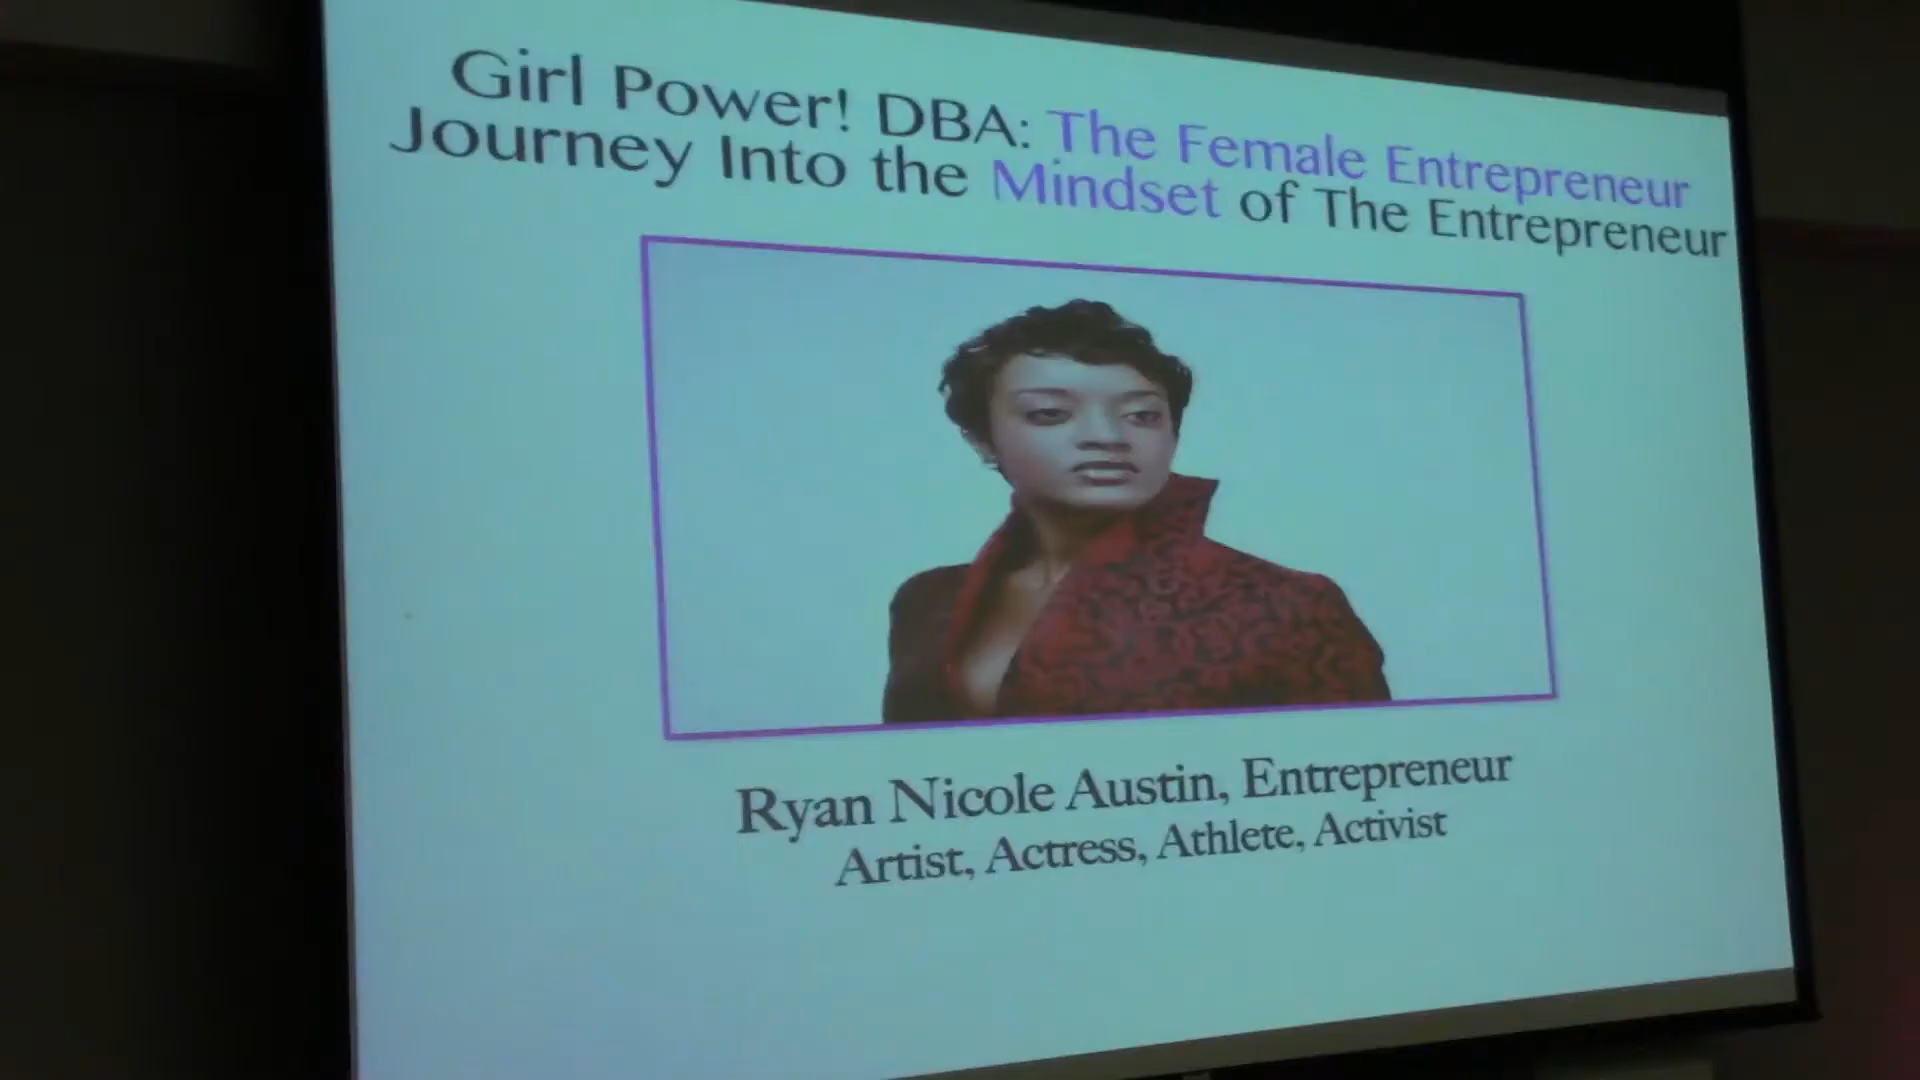 Girl Power! DBA: The Female Entrepreneur
Journey Into the Mindset of The Entrepreneur
Ryan Nicole Austin, Entrepreneur
Artist, Actress, Athlete, Activist